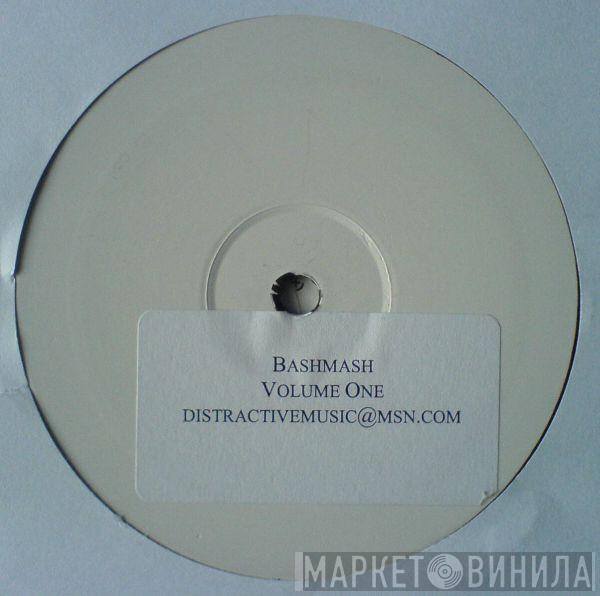 BASHMASH
VOLUME ONE
DISTRACTIVEMUSIC@MSN.COM
МАРКЕТ ВИНИЛА